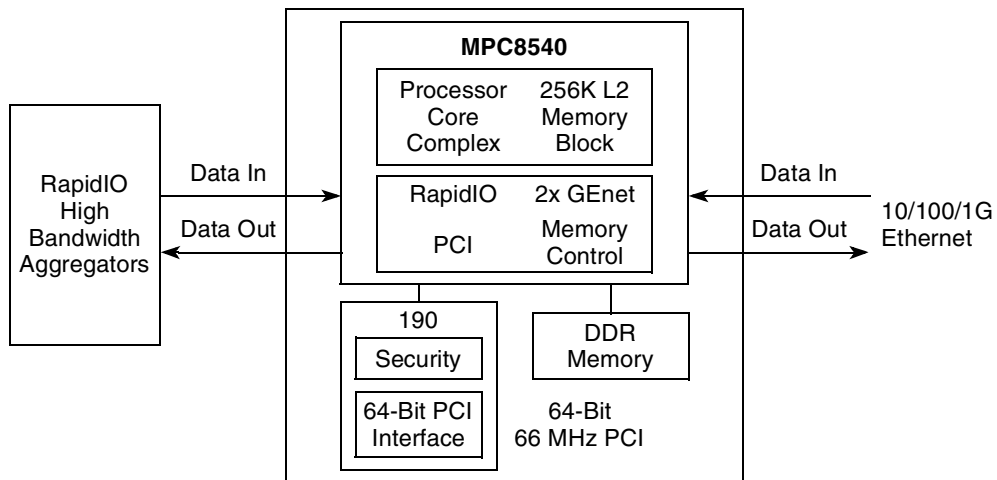 MPC8540
Processor
Core
Complex
256K L2
Memory
Block
RapidIO
High
Bandwidth
Aggregators
Data In
Data Out
RapidIO
2x GEnet
PCI
Memory
Control
Data In
Data Out
10/100/1G
Ethernet
190
Security
64-Bit PCI
Interface
DDR
Memory
64-Bit
66 MHz PCI